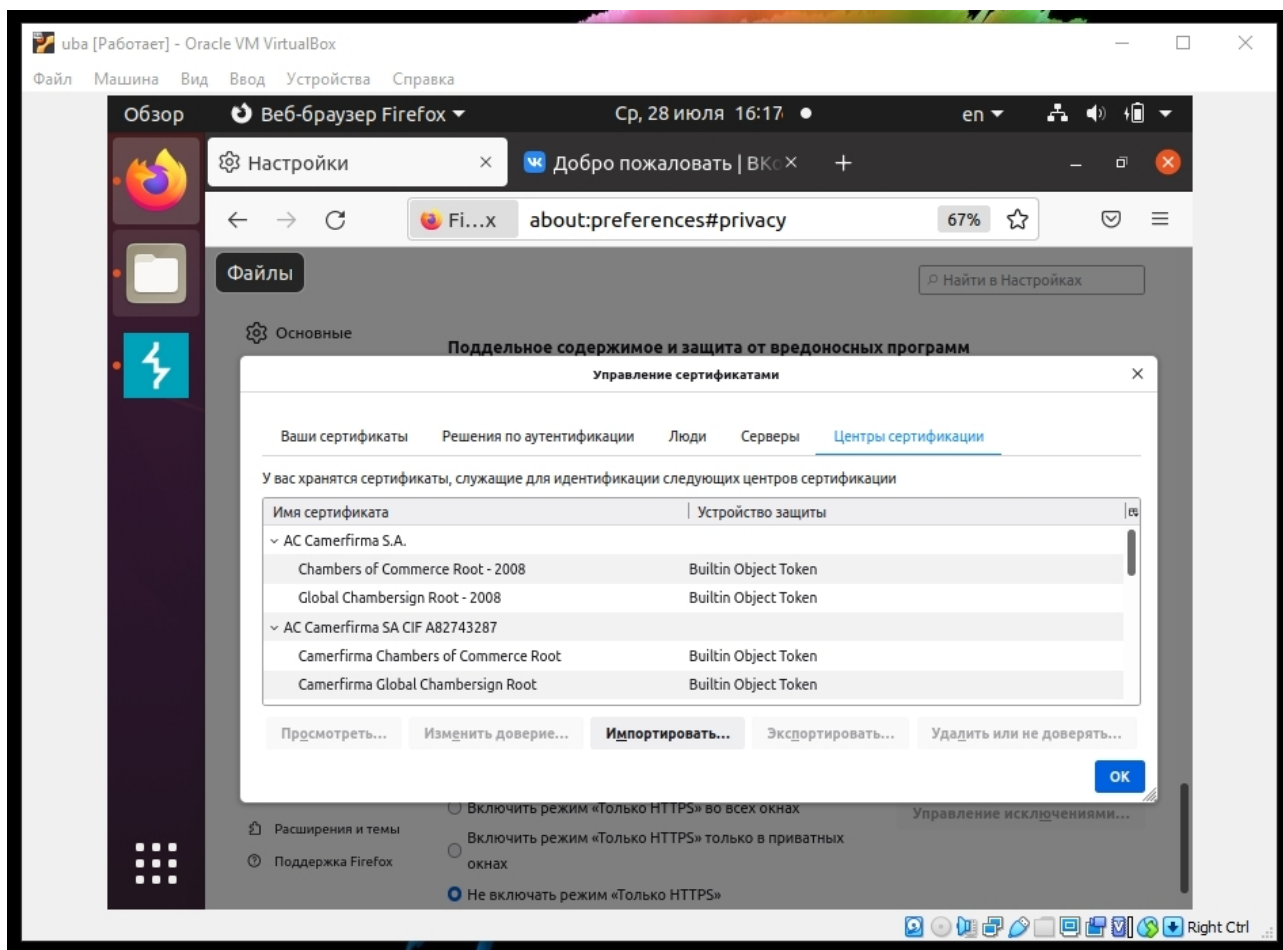 uba [Работает] - Oracle VM VirtualBox
Файл Машина Вид Ввод Устройства Справка
Обзор Веб-браузер Firefox Ср, 28 июля 16:17 en
Настройки Добро пожаловать | ВКо
Fi…x about:preferences#privacy 67%
Файлы Найти в Настройках
Основные
Поддельное содержимое и защита от вредоносных программ
Управление сертификатами
Ваши сертификаты Решения по аутентификации Люди Серверы Центры сертификации
У вас хранятся сертификаты, служащие для идентификации следующих центров сертификации
Имя сертификата Устройство защиты
AC Camerfirma S.A.
Chambers of Commerce Root - 2008 Builtin Object Token
Global Chambersign Root - 2008 Builtin Object Token
AC Camerfirma SA CIF A82743287
Camerfirma Chambers of Commerce Root Builtin Object Token
Camerfirma Global Chambersign Root Builtin Object Token
Просмотреть... Изменить доверие... Импортировать... Экспортировать... Удалить или не доверять...
ОК
Включить режим «Только HTTPS» во всех окнах Управление исключениями...
Расширения и темы
Включить режим «Только HTTPS» только в приватных
окнах
Поддержка Firefox
Не включать режим «Только HTTPS»
Right Ctrl